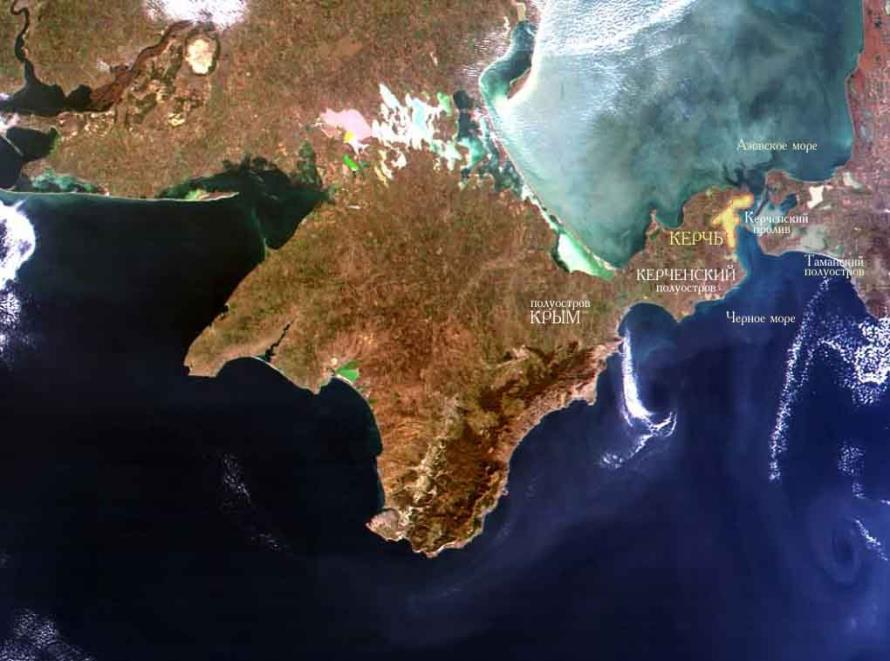 Азовское море
Керченский
пролив
КЕРЧЬ
Таманский
полуостров
КЕРЧЕНСКИЙ
полуостров
полуостров
КРЫМ
Черное море